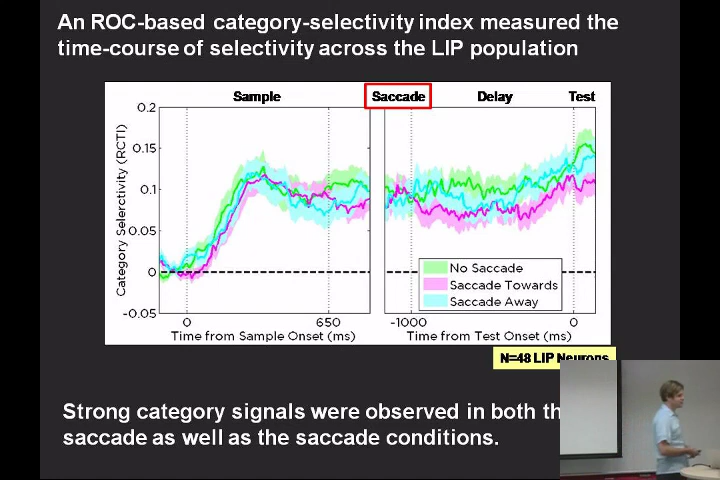 An ROC-based category-selectivity index measured the
time-course of selectivity across the LIP population
Sample Saccade Delay Test
Category selectivity (RCTI)
0.2
0.15
0.1
0.05
0
-0.05
No Saccade
Saccade Towards
Saccade Away
0 650 -1000 0
Time from Sample Onset (ms) Time from Test Onset (ms)
N=48 LIP Neurons
Strong category signals were observed in both th
saccade as well as the saccade conditions.